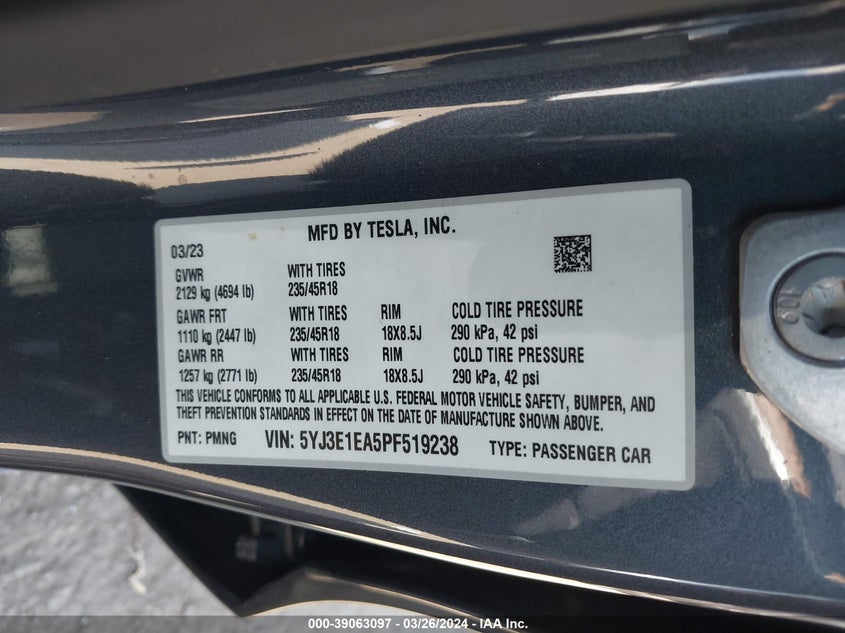 MFD BY TESLA, INC.
03/23
GVWR WITH TIRES
2129 kg (4694 lb) 235/45R18
GAWR FRT WITH TIRES RIM COLD TIRE PRESSURE
1110 kg (2447 lb) 235/45R18 18X8.5J 290 kPa, 42 psi
GAWR RR WITH TIRES RIM COLD TIRE PRESSURE
1257 kg (2771 lb) 235/45R18 18X8.5J 290 kPa, 42 psi
THIS VEHICLE CONFORMS TO ALL APPLICABLE U.S. FEDERAL MOTOR VEHICLE SAFETY, BUMPER, AND
THEFT PREVENTION STANDARDS IN EFFECT ON THE DATE OF MANUFACTURE SHOWN ABOVE.
PNT: PMNG VIN: 5YJ3E1EA5PF519238 TYPE: PASSENGER CAR
000-39063097 - 03/26/2024 - IAA Inc.